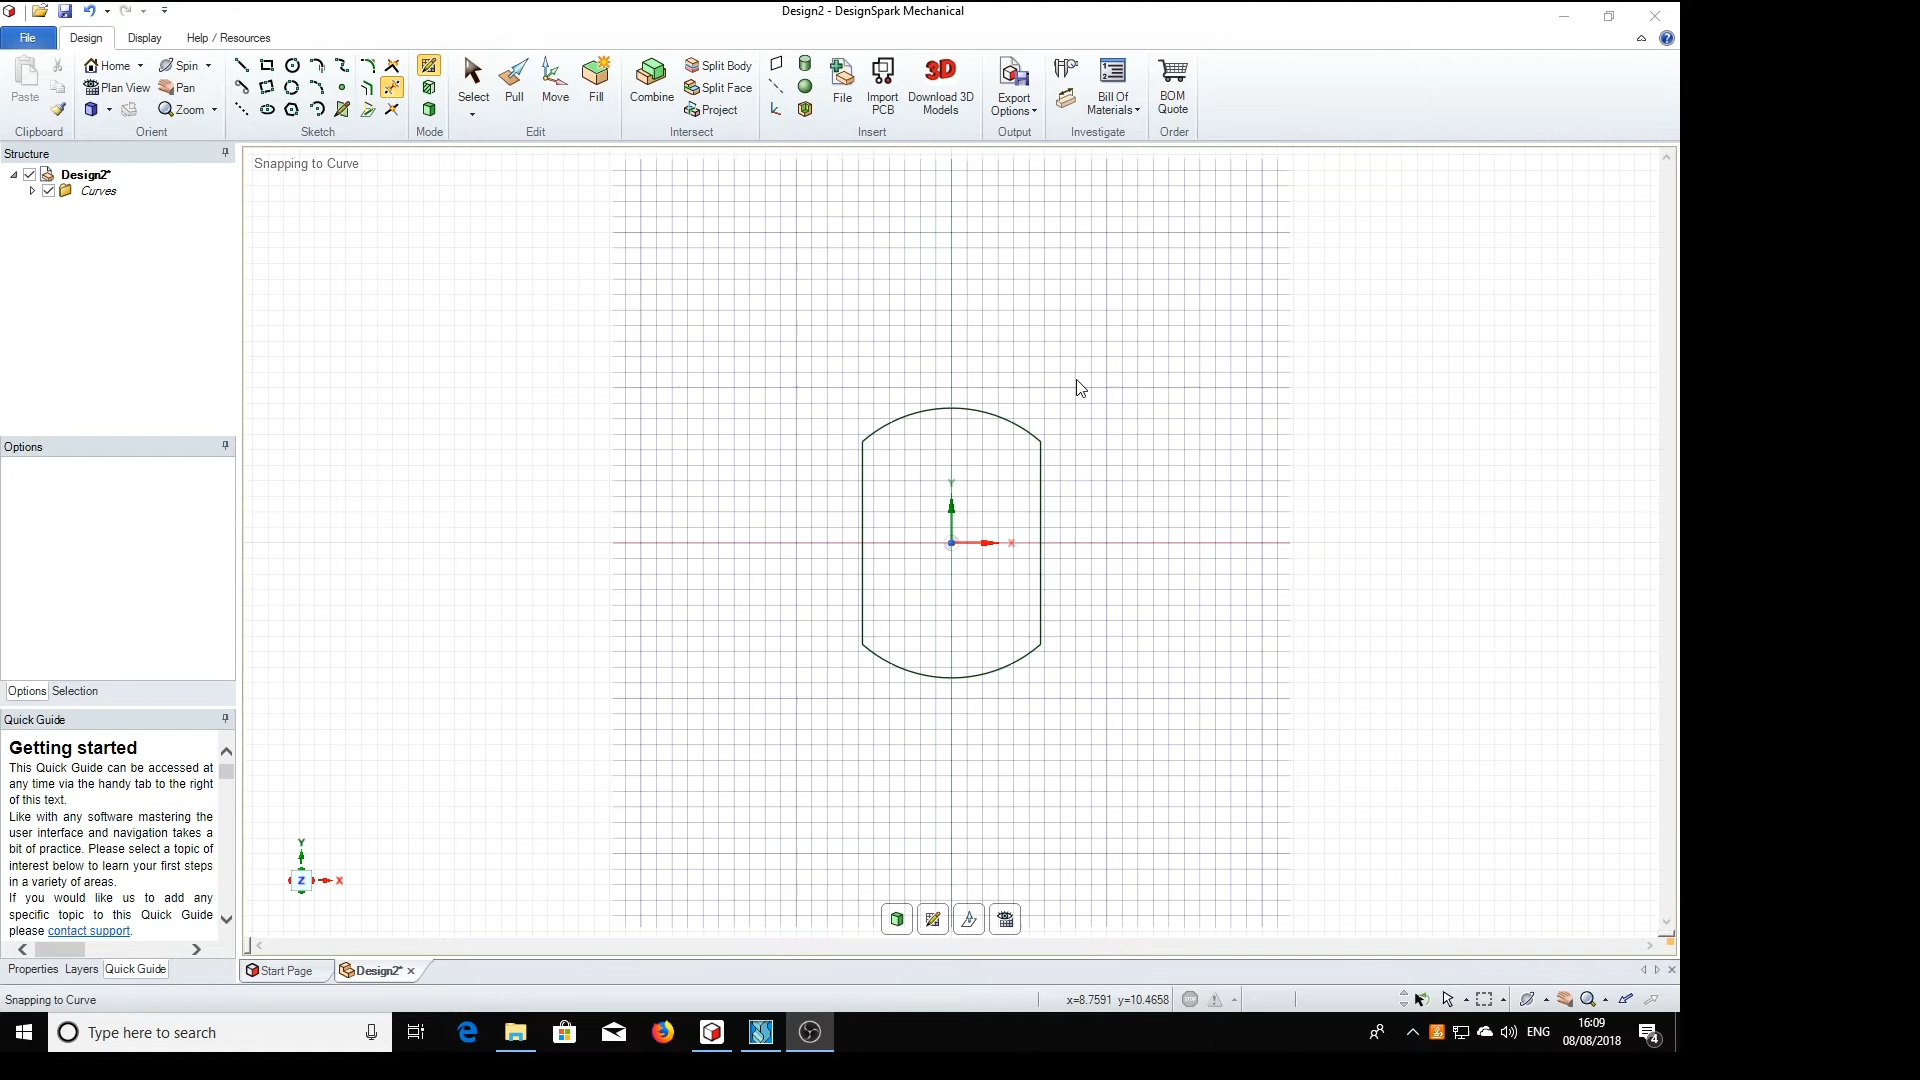 Design2 - DesignSpark Mechanical
File Design Display Help / Resources
Paste
Clipboard
Home Spin
Plan View Pan
Zoom
Orient
Sketch
Mode
Select Pull Move Fill
Edit
Combine
Split Body
Split Face
Project
Intersect
File
Import PCB
Download 3D Models
3D
Insert
Export Options
Output
Bill Of Materials
Investigate
BOM Quote
Order
Structure
Design2*
Curves
Snapping to Curve
Y
X
Options
Options Selection
Quick Guide
Getting started
This Quick Guide can be accessed at
any time via the handy tab to the right
of this text.
Like with any software mastering the
user interface and navigation takes a
bit of practice. Please select a topic of
interest below to learn your first steps
in a variety of areas.
If you would like us to add any
specific topic to this Quick Guide
please contact support.
Y
Z X
Properties Layers Quick Guide
Start Page Design2*
Snapping to Curve
x=8.7591 y=10.4658
Type here to search
ENG
16:09
08/08/2018
4